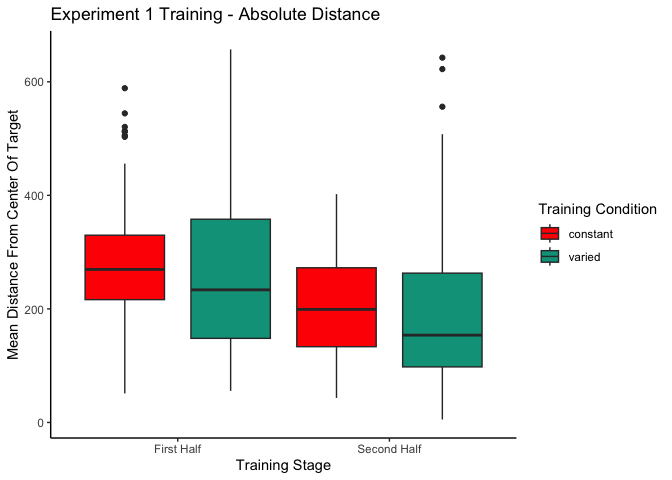 Experiment 1 Training - Absolute Distance
Mean Distance From Center Of Target
600
400
200
0
First Half
Second Half
Training Stage
Training Condition
constant
varied